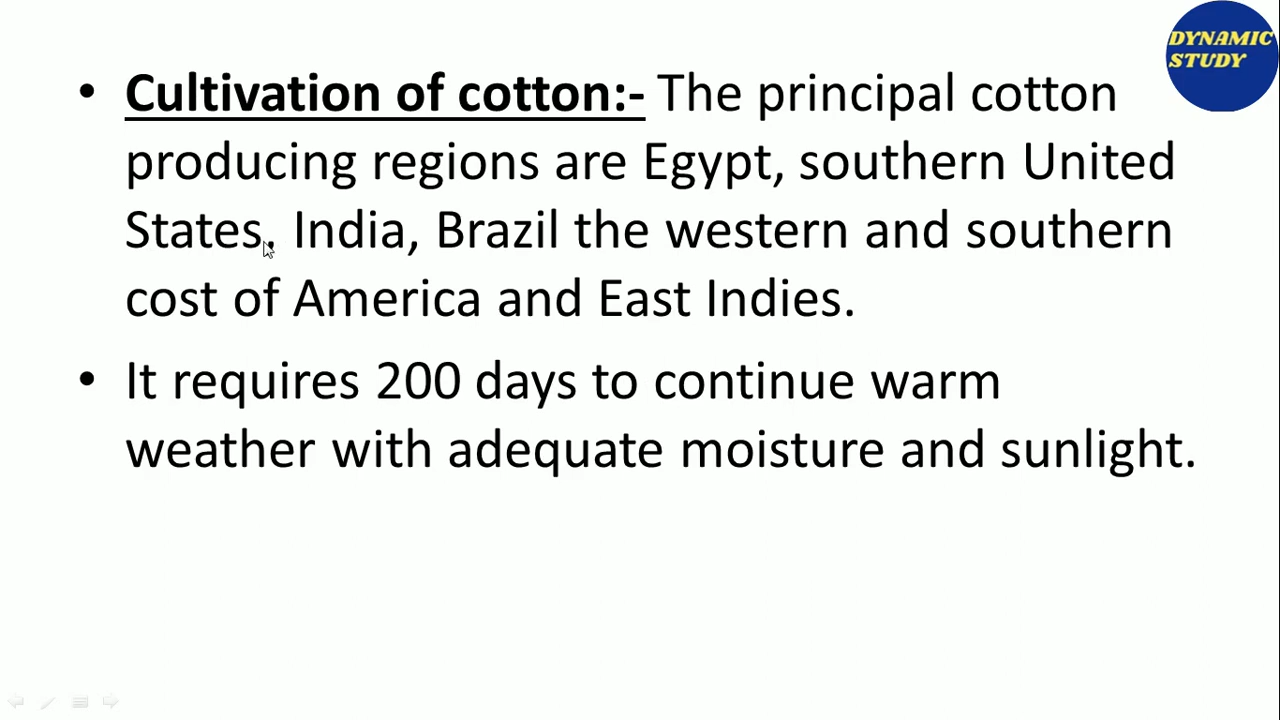 DYNAMIC
STUDY
• Cultivation of cotton:- The principal cotton
producing regions are Egypt, southern United
States, India, Brazil the western and southern
cost of America and East Indies.
• It requires 200 days to continue warm
weather with adequate moisture and sunlight.